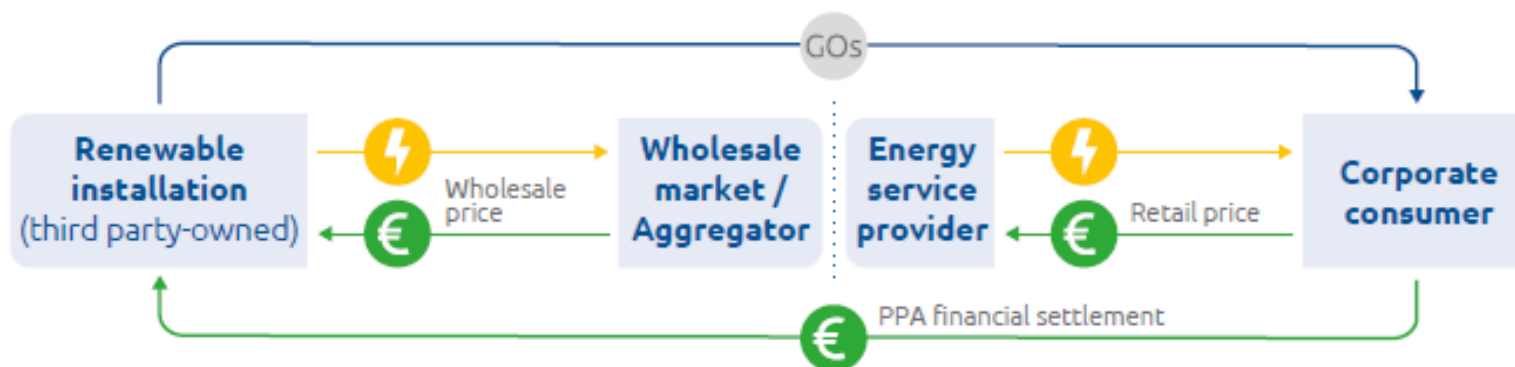 GOs
Renewable
installation
(third party-owned)
Wholesale
price
€
Wholesale
market /
Aggregator
Energy
service
provider
Retail price
€
Corporate
consumer
€
PPA financial settlement